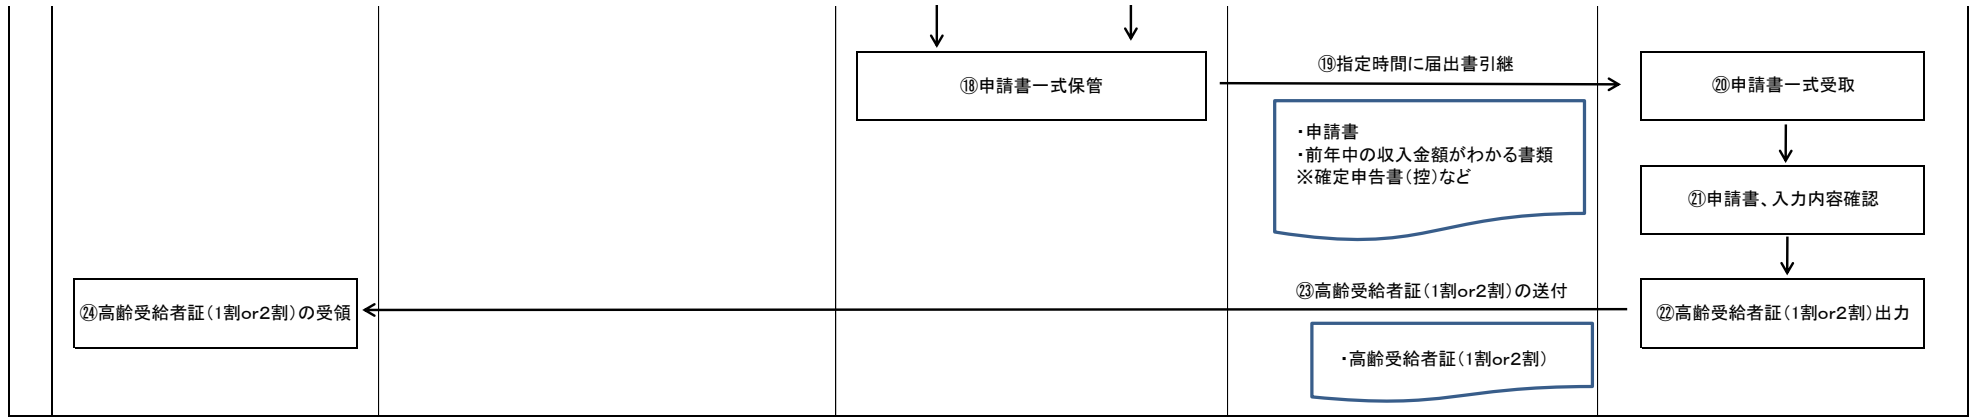 ⑲指定時間に届出書引継
⑱申請書一式保管
⑳申請書一式受取
・申請書
・前年中の収入金額がわかる書類
※確定申告書(控)など
㉑申請書、入力内容確認
㉓高齢受給者証(1割or2割)の送付
㉔高齢受給者証(1割or2割)の受領
㉒高齢受給者証(1割or2割)出力
・高齢受給者証(1割or2割)